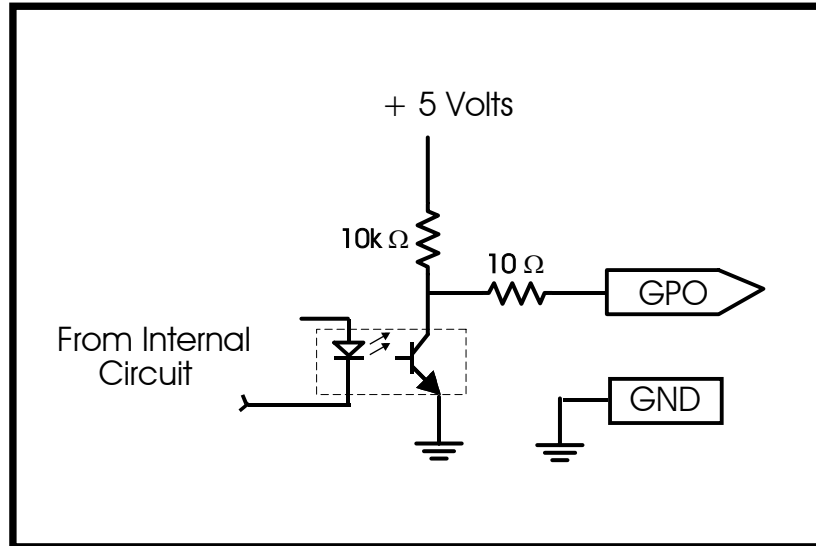 + 5 Volts
10k Ω
10 Ω
GPO
From Internal
Circuit
GND